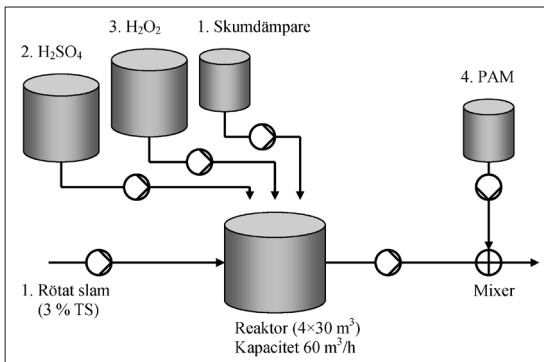 3. H₂O₂
1. Skumdämpare
2. H₂SO₄
4. PAM
1. Rötat slam
(3 % TS)
Reaktor (4×30 m³)
Kapacitet 60 m³/h
Mixer